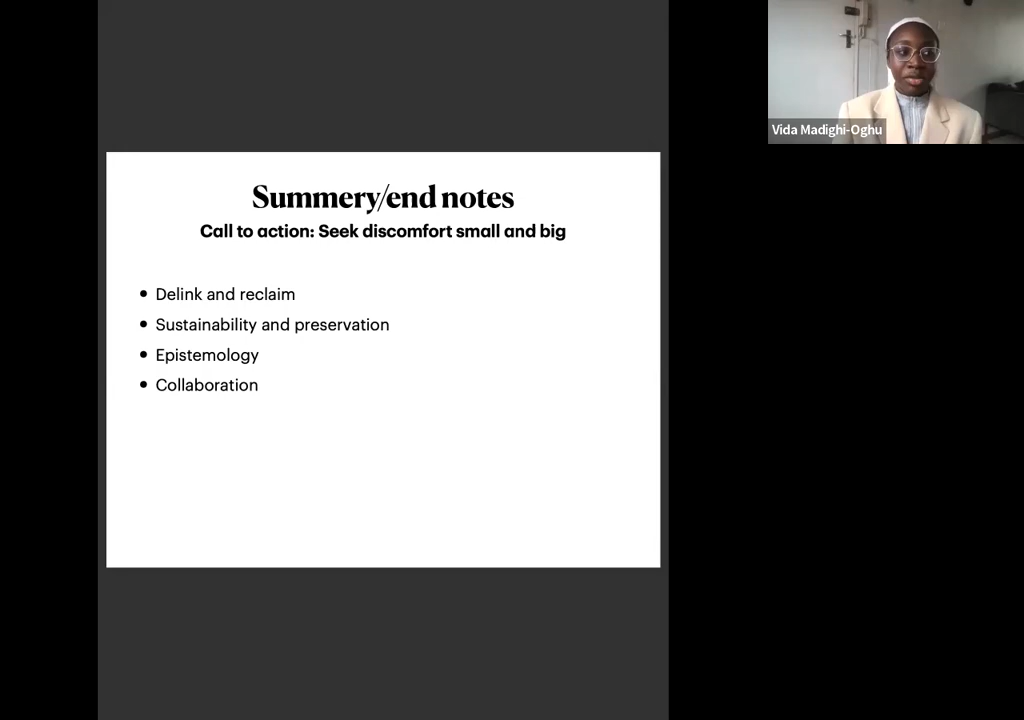 Summery/end notes
Call to action: Seek discomfort small and big
• Delink and reclaim
• Sustainability and preservation
• Epistemology
• Collaboration
Vida Madighi-Oghu